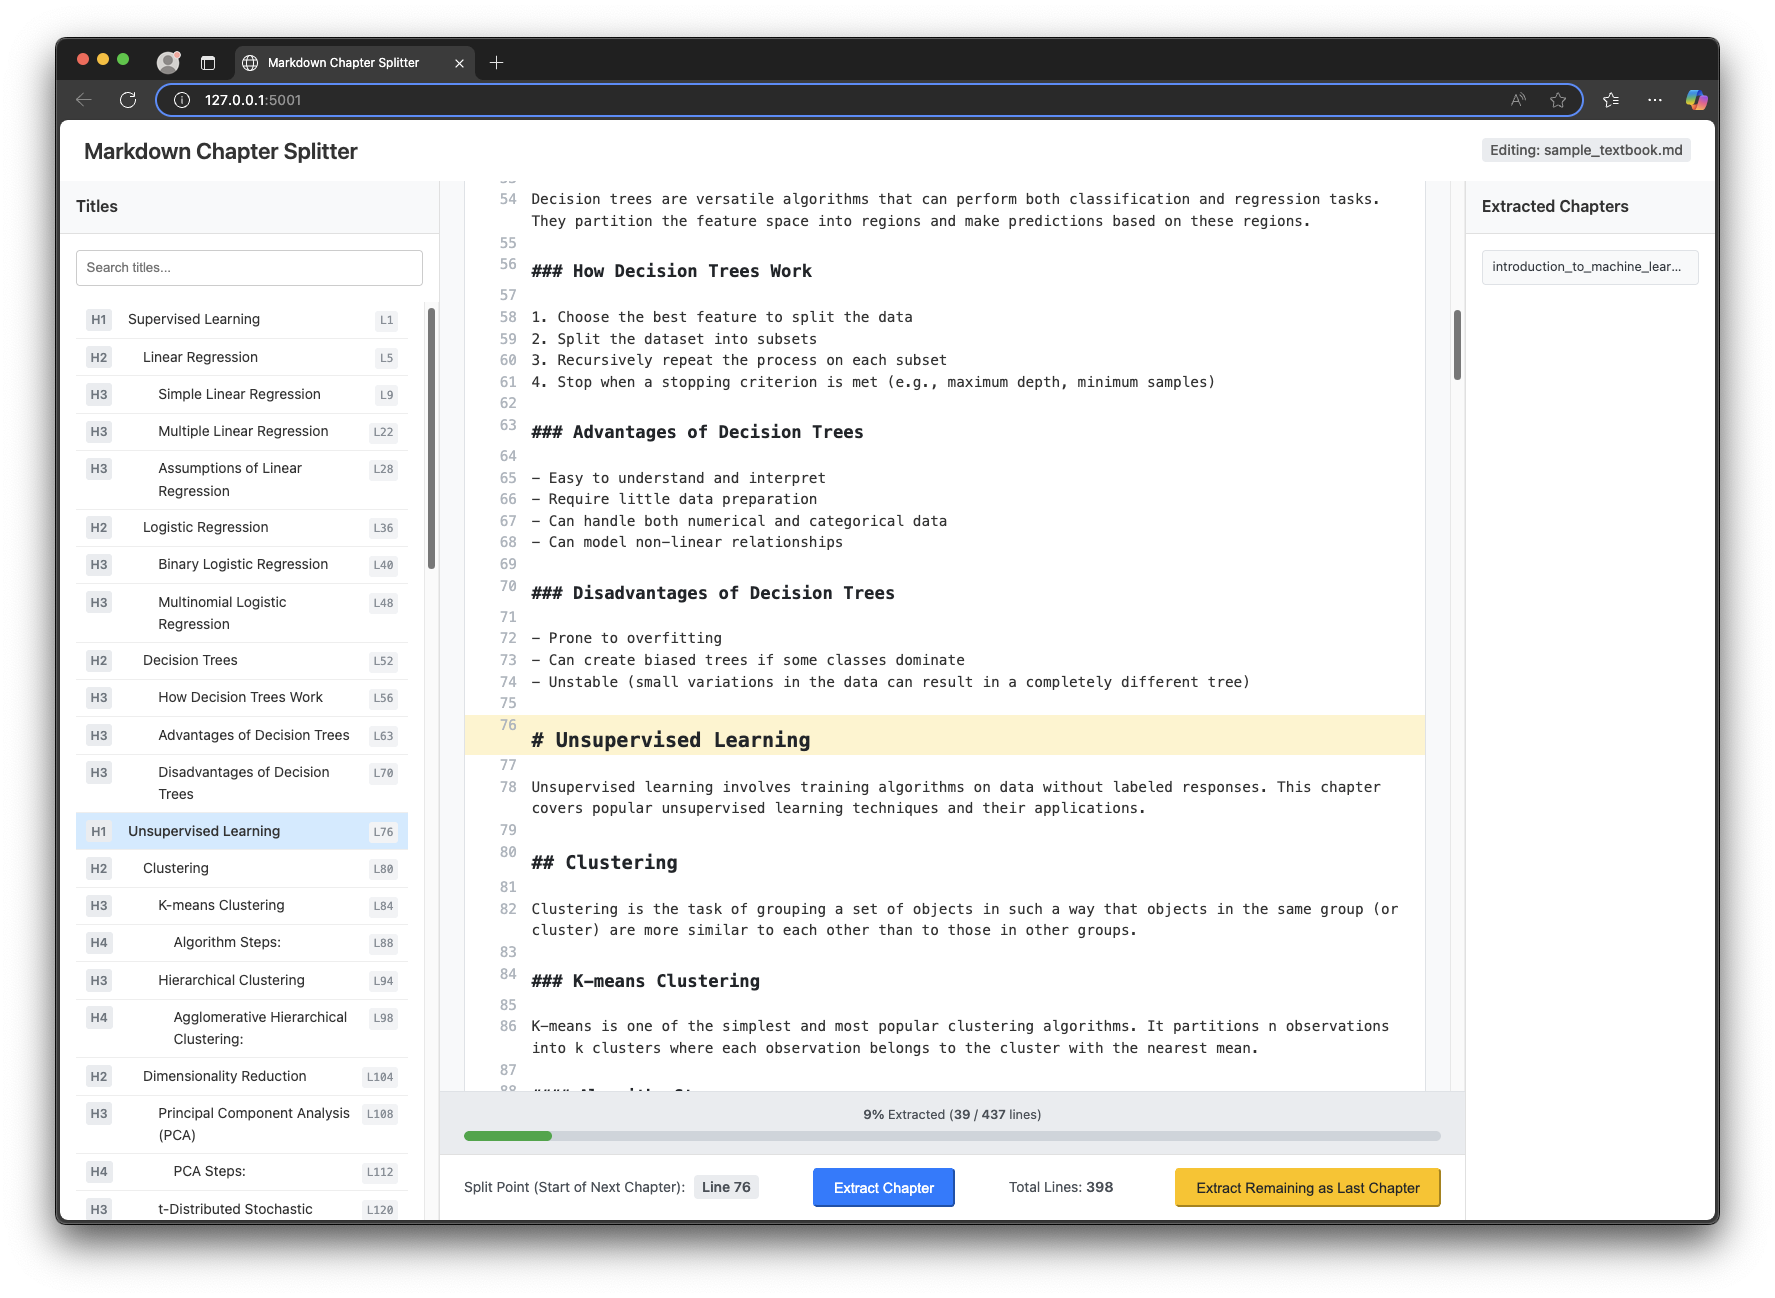 Markdown Chapter Splitter
127.0.0.1:5001
Markdown Chapter Splitter
Editing: sample_textbook.md
Titles
Search titles...
H1 Supervised Learning L1
H2 Linear Regression L5
H3 Simple Linear Regression L9
H3 Multiple Linear Regression L22
H3 Assumptions of Linear L28
Regression
H2 Logistic Regression L36
H3 Binary Logistic Regression L40
H3 Multinomial Logistic L48
Regression
H2 Decision Trees L52
H3 How Decision Trees Work L56
H3 Advantages of Decision Trees L63
H3 Disadvantages of Decision L70
Trees
H1 Unsupervised Learning L76
H2 Clustering L80
H3 K-means Clustering L84
H4 Algorithm Steps: L88
H3 Hierarchical Clustering L94
H4 Agglomerative Hierarchical L98
Clustering:
H2 Dimensionality Reduction L104
H3 Principal Component Analysis L108
(PCA)
H4 PCA Steps: L112
H3 t-Distributed Stochastic L120
54 Decision trees are versatile algorithms that can perform both classification and regression tasks.
They partition the feature space into regions and make predictions based on these regions.
55
56 ### How Decision Trees Work
57
58 1. Choose the best feature to split the data
59 2. Split the dataset into subsets
60 3. Recursively repeat the process on each subset
61 4. Stop when a stopping criterion is met (e.g., maximum depth, minimum samples)
62
63 ### Advantages of Decision Trees
64
65 - Easy to understand and interpret
66 - Require little data preparation
67 - Can handle both numerical and categorical data
68 - Can model non-linear relationships
69
70 ### Disadvantages of Decision Trees
71
72 - Prone to overfitting
73 - Can create biased trees if some classes dominate
74 - Unstable (small variations in the data can result in a completely different tree)
75
76 # Unsupervised Learning
77
78 Unsupervised learning involves training algorithms on data without labeled responses. This chapter
covers popular unsupervised learning techniques and their applications.
79
80 ## Clustering
81
82 Clustering is the task of grouping a set of objects in such a way that objects in the same group (or
cluster) are more similar to each other than to those in other groups.
83
84 ### K-means Clustering
85
86 K-means is one of the simplest and most popular clustering algorithms. It partitions n observations
into k clusters where each observation belongs to the cluster with the nearest mean.
87
9% Extracted (39 / 437 lines)
Split Point (Start of Next Chapter): Line 76
Extract Chapter
Total Lines: 398
Extract Remaining as Last Chapter
Extracted Chapters
introduction_to_machine_lear...